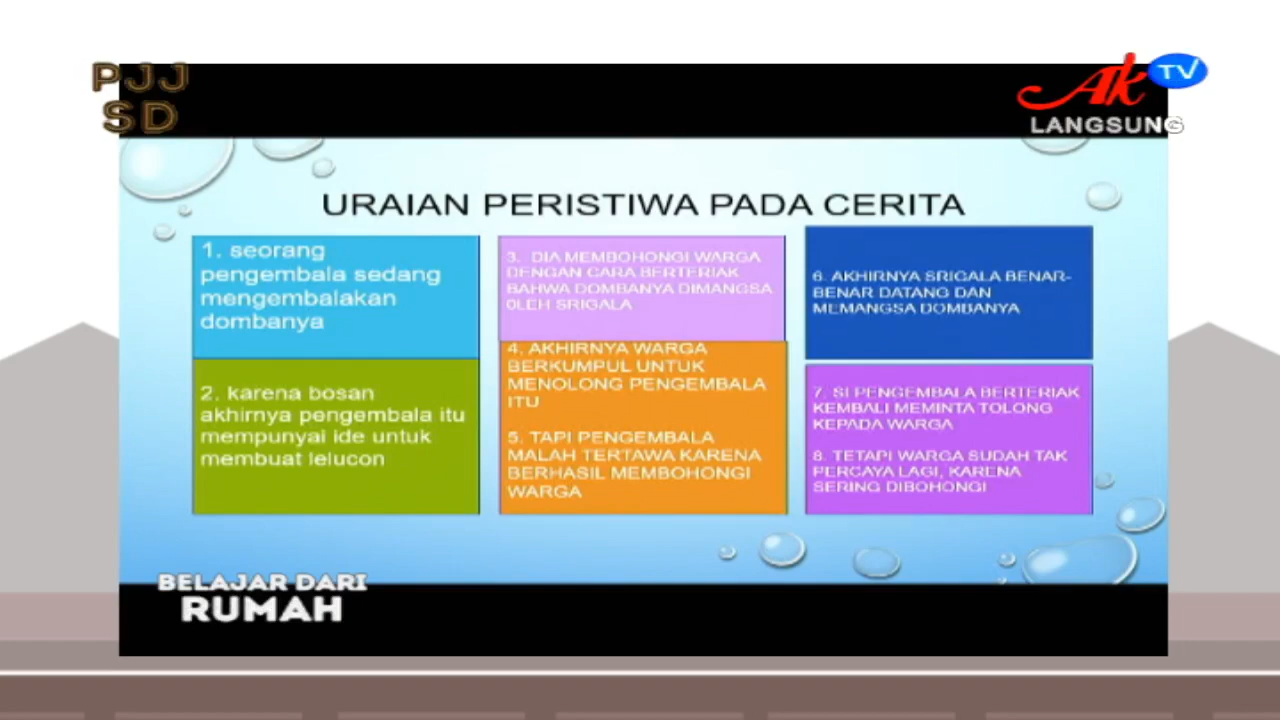 PJJ
SD
Ak TV
LANGSUNG
URAIAN PERISTIWA PADA CERITA
1. seorang
pengembala sedang
mengembalakan
dombanya
2. karena bosan
akhirnya pengembala itu
mempunyai ide untuk
membuat lelucon
3. DIA MEMBOHONGI WARGA
DENGAN CARA BERTERIAK
BAHWA DOMBANYA DIMANGSA
OLEH SRIGALA
4. AKHIRNYA WARGA
BERKUMPUL UNTUK
MENOLONG PENGEMBALA
ITU
5. TAPI PENGEMBALA
MALAH TERTAWA KARENA
BERHASIL MEMBOHONGI
WARGA
6. AKHIRNYA SRIGALA BENAR-
BENAR DATANG DAN
MEMANGSA DOMBANYA
7. SI PENGEMBALA BERTERIAK
KEMBALI MEMINTA TOLONG
KEPADA WARGA
8. TETAPI WARGA SUDAH TAK
PERCAYA LAGI, KARENA
SERING DIBOHONGI
BELAJAR DARI
RUMAH